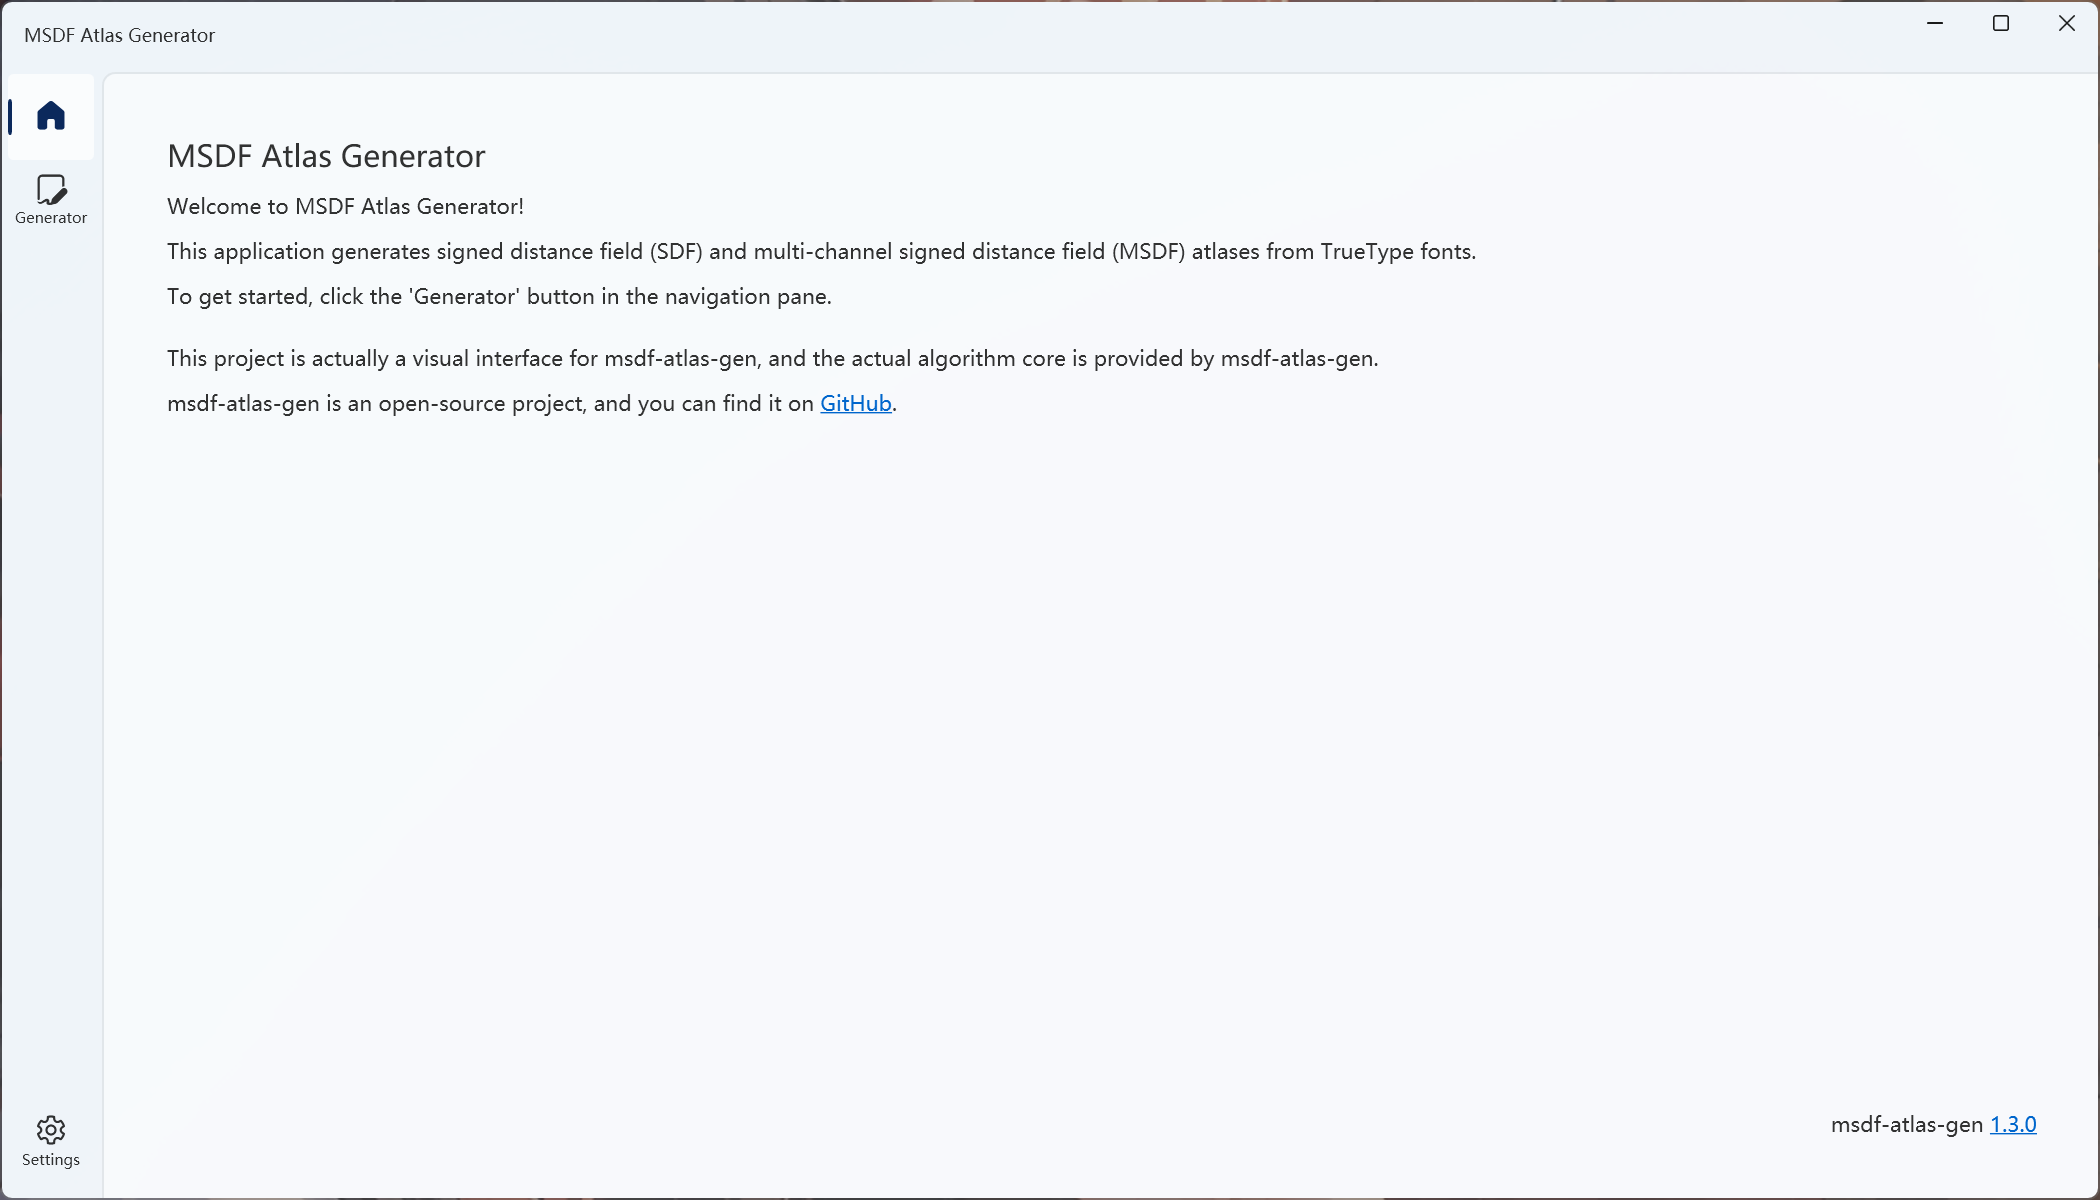 MSDF Atlas Generator
Generator
MSDF Atlas Generator
Welcome to MSDF Atlas Generator!
This application generates signed distance field (SDF) and multi-channel signed distance field (MSDF) atlases from TrueType fonts.
To get started, click the 'Generator' button in the navigation pane.
This project is actually a visual interface for msdf-atlas-gen, and the actual algorithm core is provided by msdf-atlas-gen.
msdf-atlas-gen is an open-source project, and you can find it on GitHub.
msdf-atlas-gen 1.3.0
Settings